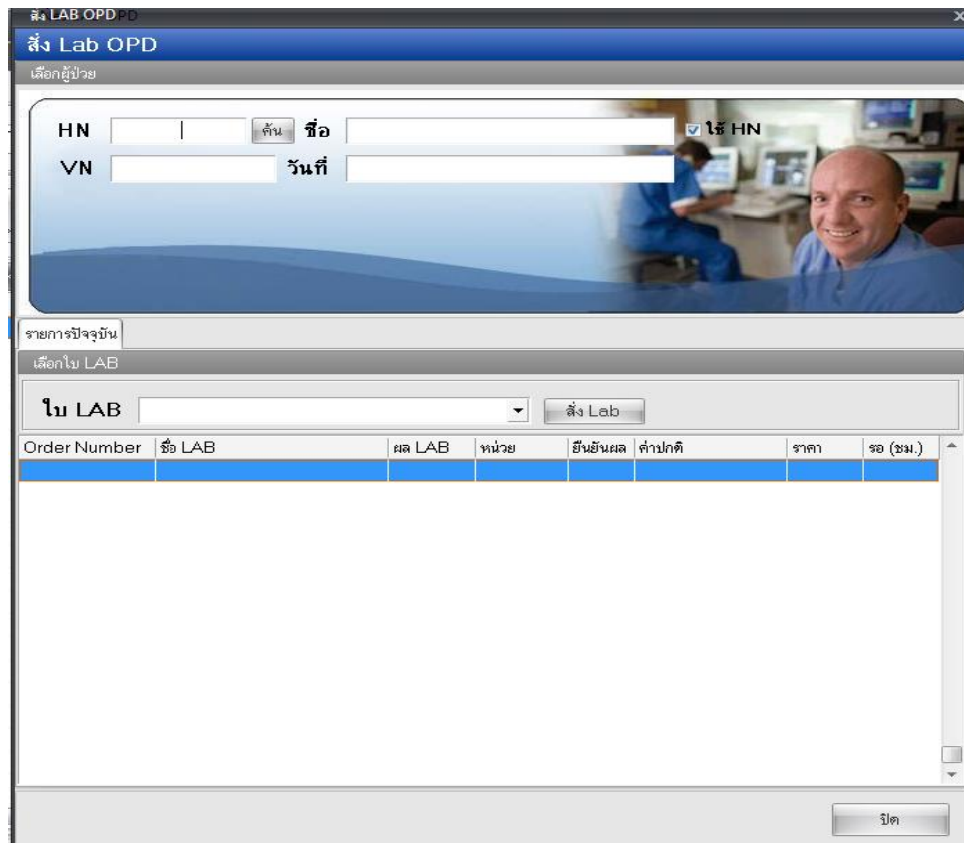 สั่ง LAB OPD
สั่ง Lab OPD
เลือกผู้ป่วย
HN ค้น ชื่อ ใช้ HN
VN วันที่
รายการปัจจุบัน
เลือกใบ LAB
ใบ LAB สั่ง Lab
Order Number ชื่อ LAB ผล LAB หน่วย ยืนยันผล ค่าปกติ ราคา รอ (ชม.)
ปิด